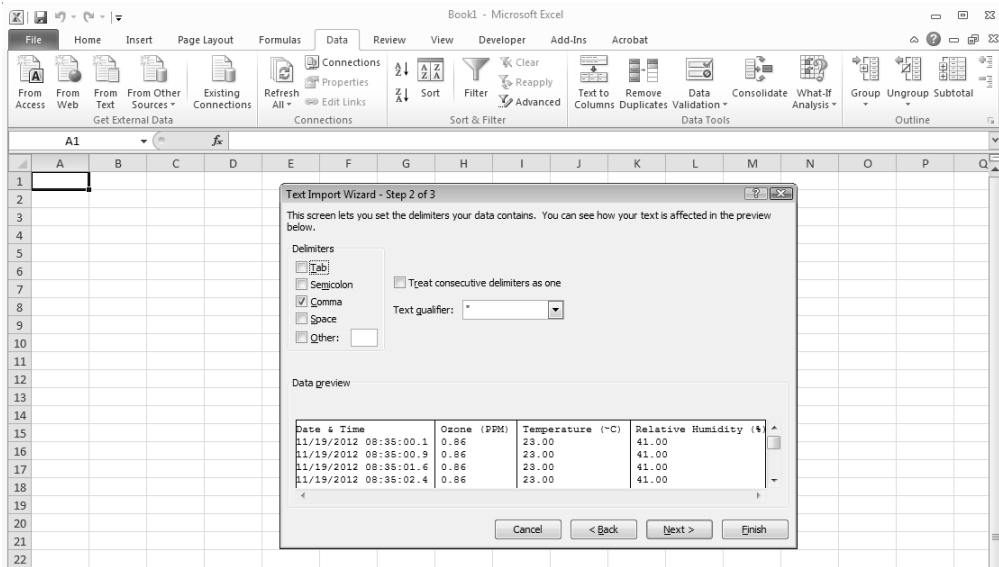 Book1 - Microsoft Excel
File Home Insert Page Layout Formulas Data Review View Developer Add-Ins Acrobat
From Access
From Web
From Text
From Other Sources
Existing Connections
Get External Data
Refresh All
Connections
Properties
Edit Links
Connections
Sort
Filter
Clear
Reapply
Advanced
Sort & Filter
Text to Columns
Remove Duplicates
Data Validation
Consolidate
What-If Analysis
Data Tools
Group
Ungroup
Subtotal
Outline
A1 fx
A B C D E F G H I J K L M N O P Q
1
2
3
4
5
6
7
8
9
10
11
12
13
14
15
16
17
18
19
20
21
22
Text Import Wizard - Step 2 of 3
This screen lets you set the delimiters your data contains. You can see how your text is affected in the preview
below.
Delimiters
Tab
Semicolon
Comma
Space
Other:
Treat consecutive delimiters as one
Text qualifier: "
Data preview
Date & Time Ozone (PPM) Temperature (~C) Relative Humidity (%)
11/19/2012 08:35:00.1 0.86 23.00 41.00
11/19/2012 08:35:00.9 0.86 23.00 41.00
11/19/2012 08:35:01.6 0.86 23.00 41.00
11/19/2012 08:35:02.4 0.86 23.00 41.00
Cancel < Back Next > Finish